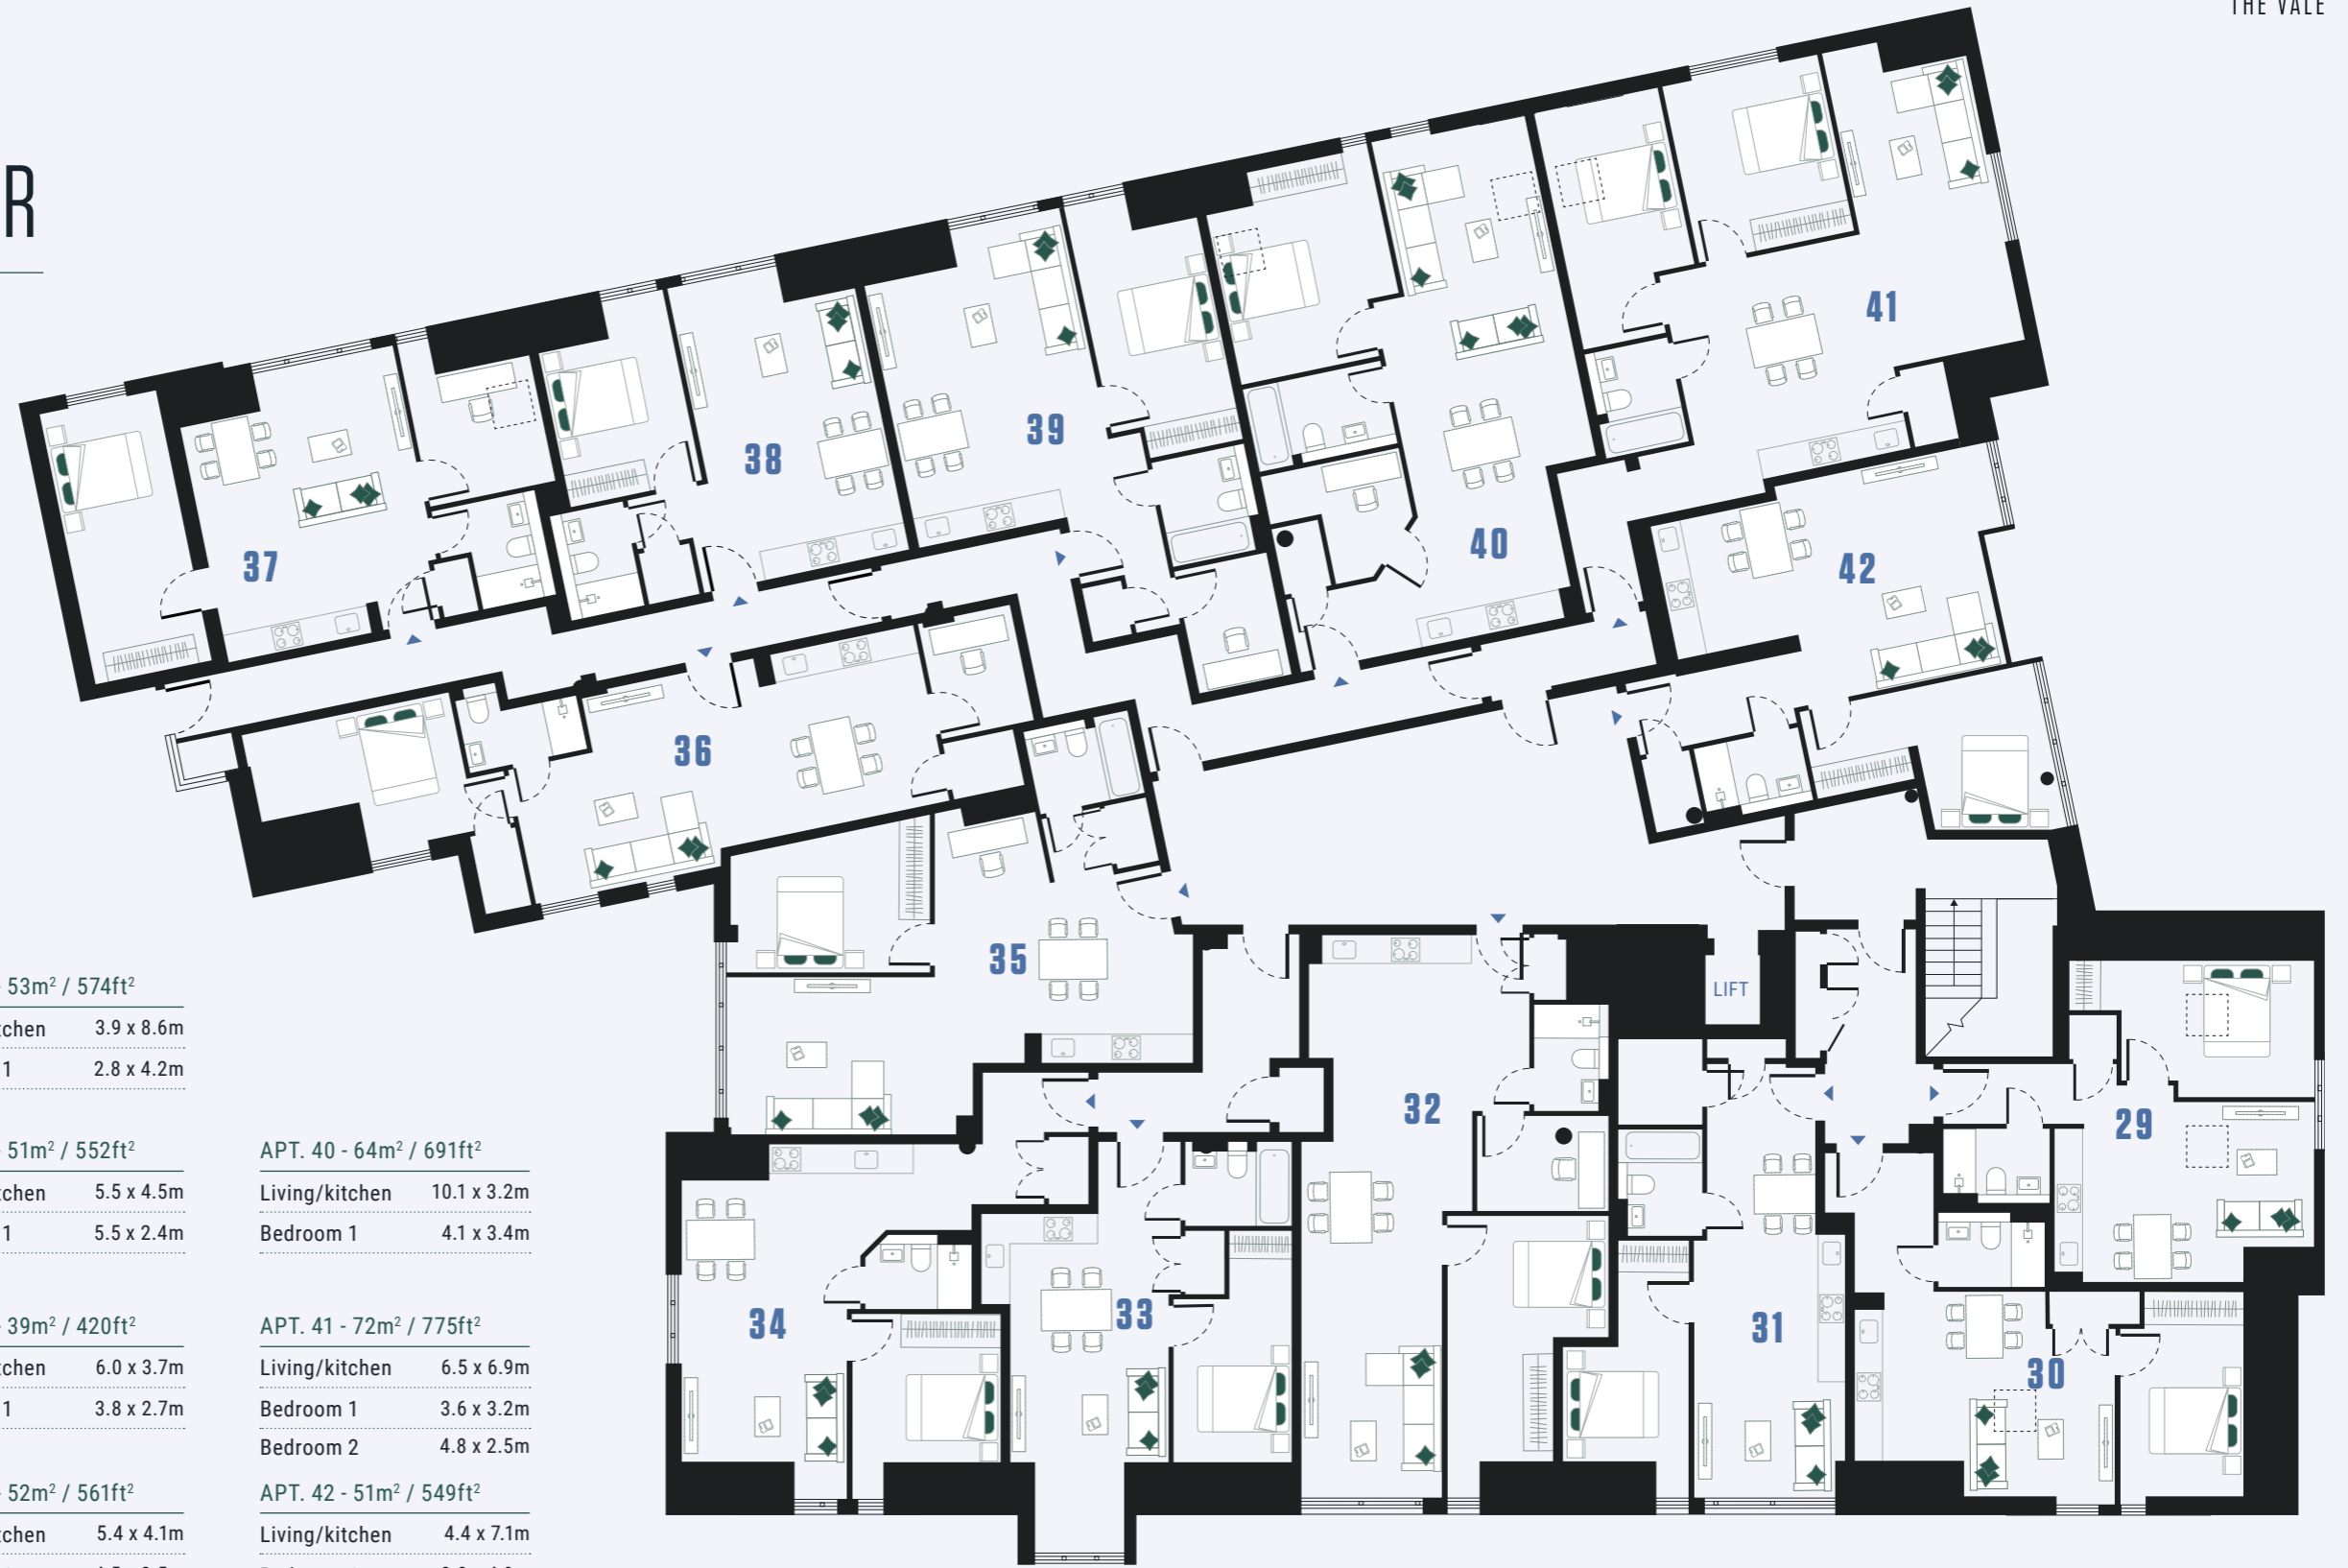 THE VALE
R
41
39
38
40
37
42
36
35
LIFT
32
29
33
34
31
30
- 53m² / 574ft²
3.9 x 8.6m
1 2.8 x 4.2m
- 51m² / 552ft²
5.5 x 4.5m
1 5.5 x 2.4m
- 39m² / 420ft²
6.0 x 3.7m
1 3.8 x 2.7m
- 52m² / 561ft²
5.4 x 4.1m
APT. 40 - 64m² / 691ft²
Living/kitchen 10.1 x 3.2m
Bedroom 1 4.1 x 3.4m
APT. 41 - 72m² / 775ft²
Living/kitchen 6.5 x 6.9m
Bedroom 1 3.6 x 3.2m
Bedroom 2 4.8 x 2.5m
APT. 42 - 51m² / 549ft²
Living/kitchen 4.4 x 7.1m